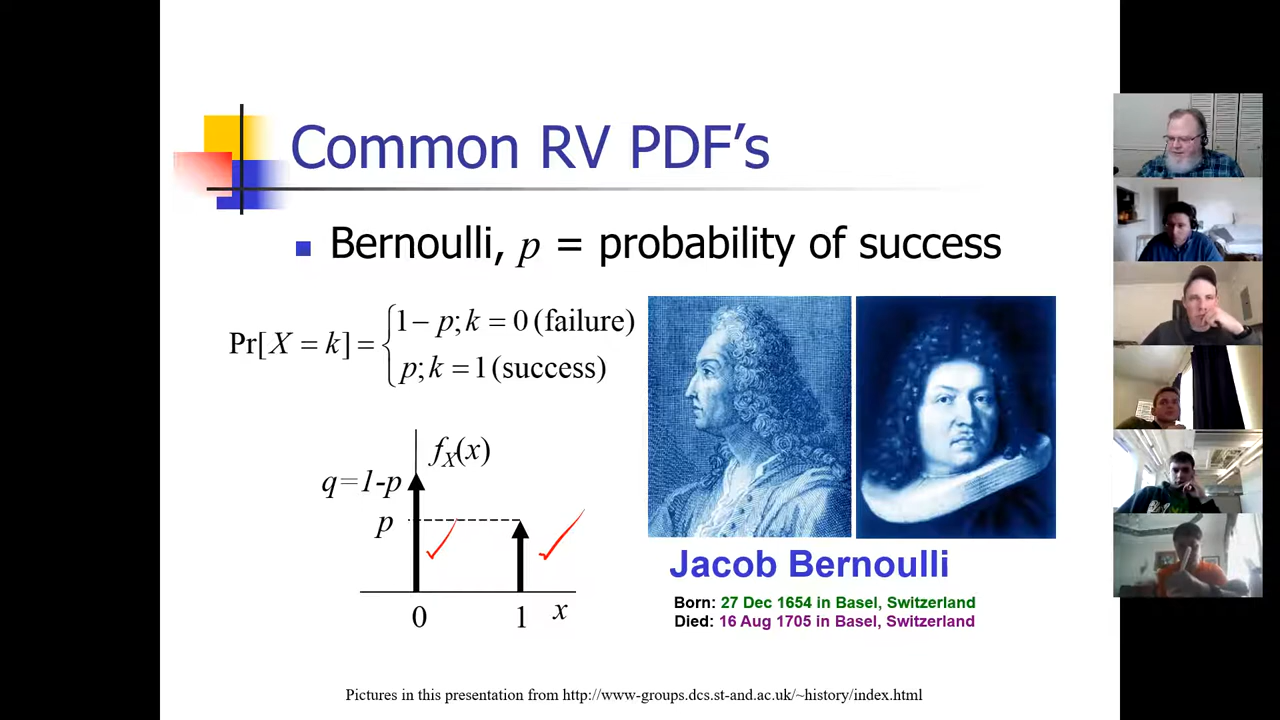 Common RV PDF's
Bernoulli, p = probability of success
Pr[X = k] = {1 − p; k = 0 (failure)
p; k = 1 (success)
f_X(x)
q=1-p
p
0 1 x
Jacob Bernoulli
Born: 27 Dec 1654 in Basel, Switzerland
Died: 16 Aug 1705 in Basel, Switzerland
Pictures in this presentation from http://www-groups.dcs.st-and.ac.uk/~history/index.html